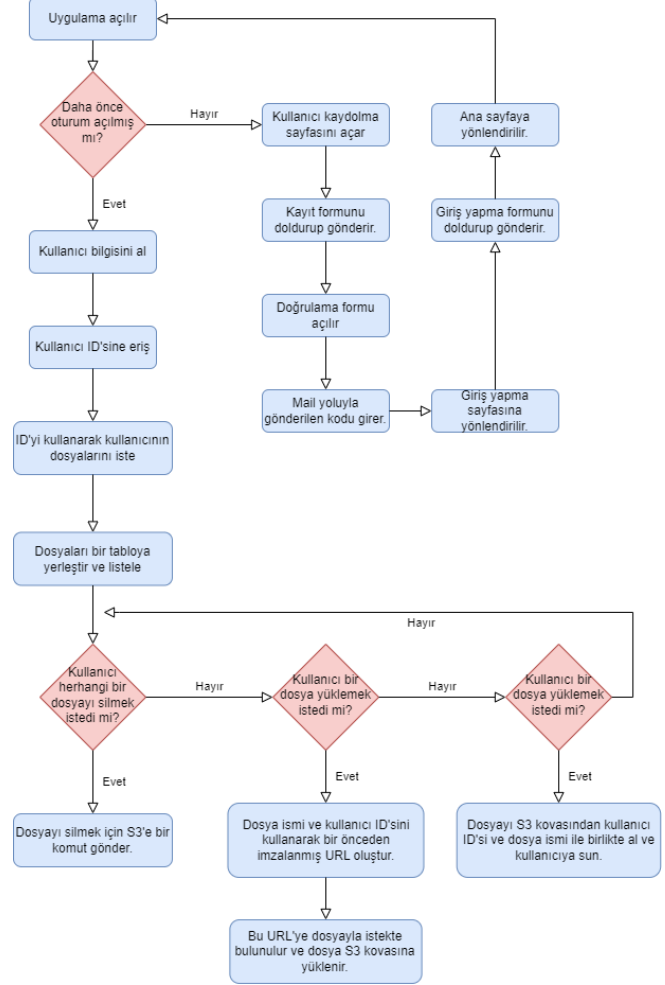 Uygulama açılır
Daha önce
oturum açılmış
mı?
Hayır
Evet
Kullanıcı kaydolma
sayfasını açar
Ana sayfaya
yönlendirilir.
Kayıt formunu
doldurup gönderir.
Giriş yapma formunu
doldurup gönderir.
Kullanıcı bilgisini al
Doğrulama formu
açılır
Kullanıcı ID'sine eriş
Mail yoluyla
gönderilen kodu girer.
Giriş yapma
sayfasına
yönlendirilir.
ID'yi kullanarak kullanıcının
dosyalarını iste
Dosyaları bir tabloya
yerleştir ve listele
Hayır
Kullanıcı
herhangi bir
dosyayı silmek
istedi mi?
Hayır
Kullanıcı bir
dosya yüklemek
istedi mi?
Hayır
Kullanıcı bir
dosya yüklemek
istedi mi?
Evet
Evet
Evet
Dosyayı silmek için S3'e bir
komut gönder.
Dosya ismi ve kullanıcı ID'sini
kullanarak bir önceden
imzalanmış URL oluştur.
Dosyayı S3 kovasından kullanıcı
ID'si ve dosya ismi ile birlikte al ve
kullanıcıya sun.
Bu URL'ye dosyayla istekte
bulunulur ve dosya S3 kovasına
yüklenir.